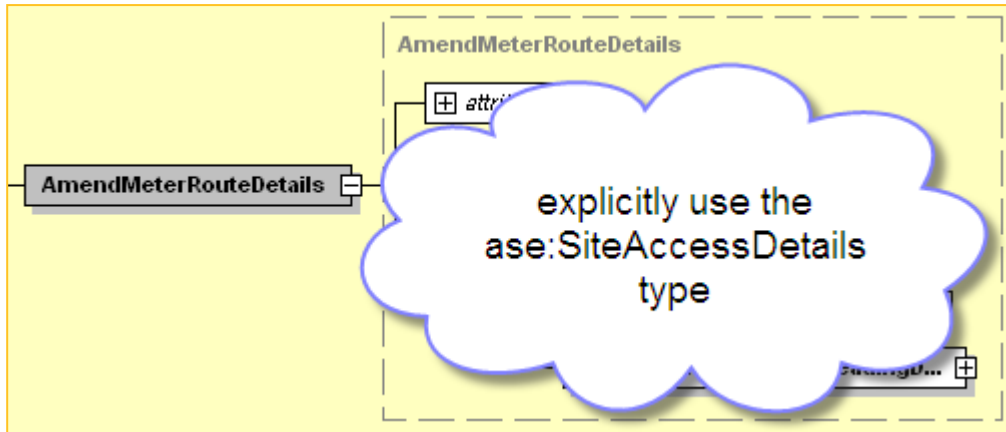 AmendMeterRouteDetails
AmendMeterRouteDetails
explicitly use the
ase:SiteAccessDetails
type